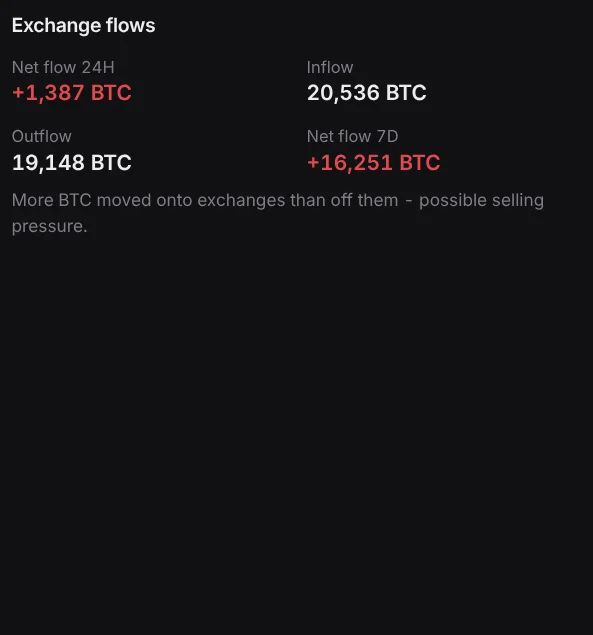 Exchange flows
Net flow 24H
+1,387 BTC
Inflow
20,536 BTC
Outflow
19,148 BTC
Net flow 7D
+16,251 BTC
More BTC moved onto exchanges than off them - possible selling
pressure.